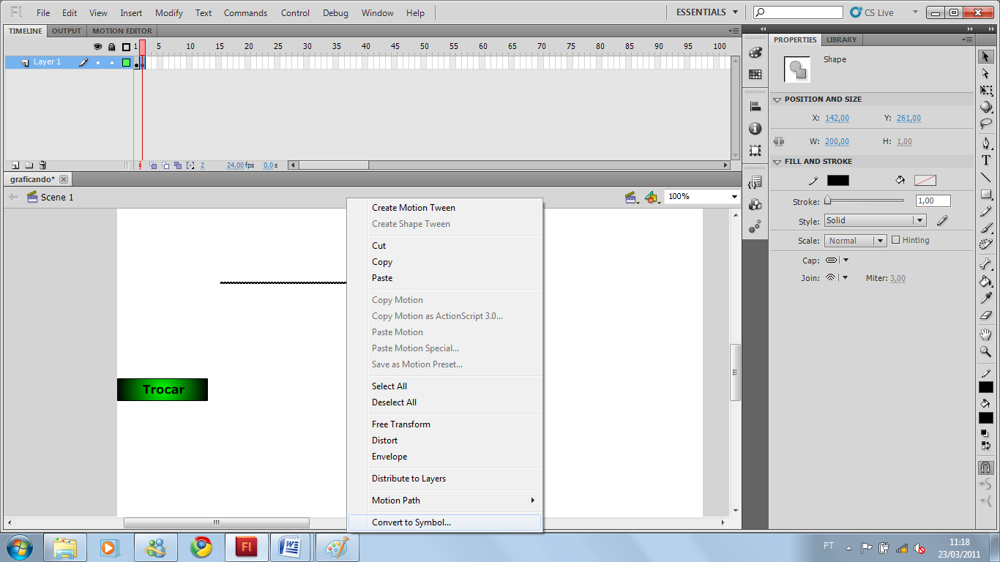 Fl File Edit View Insert Modify Text Commands Control Debug Window Help ESSENTIALS CS Live
TIMELINE OUTPUT MOTION EDITOR
1 5 10 15 20 25 30 35 40 45 50 55 60 65 70 75 80 85 90 95 100
Layer 1
2 24,00 fps 0,0 s
graficando*
Scene 1
100%
Create Motion Tween
Create Shape Tween
Cut
Copy
Paste
Copy Motion
Copy Motion as ActionScript 3.0...
Paste Motion
Paste Motion Special...
Save as Motion Preset...
Select All
Deselect All
Free Transform
Distort
Envelope
Distribute to Layers
Motion Path
Convert to Symbol...
Trocar
PROPERTIES LIBRARY
Shape
POSITION AND SIZE
X: 142,00 Y: 261,00
W: 200,00 H: 1,00
FILL AND STROKE
Stroke: 1,00
Style: Solid
Scale: Normal Hinting
Cap:
Join: Miter: 3,00
T
Fl
W
PT
11:18
23/03/2011